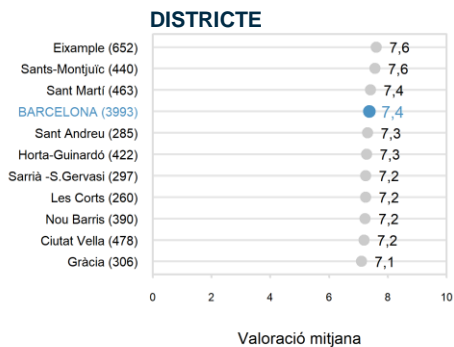 DISTRICTE
Eixample (652) 7,6
Sants-Montjuïc (440) 7,6
Sant Martí (463) 7,4
BARCELONA (3993) 7,4
Sant Andreu (285) 7,3
Horta-Guinardó (422) 7,3
Sarrià -S.Gervasi (297) 7,2
Les Corts (260) 7,2
Nou Barris (390) 7,2
Ciutat Vella (478) 7,2
Gràcia (306) 7,1
0 2 4 6 8 10
Valoració mitjana